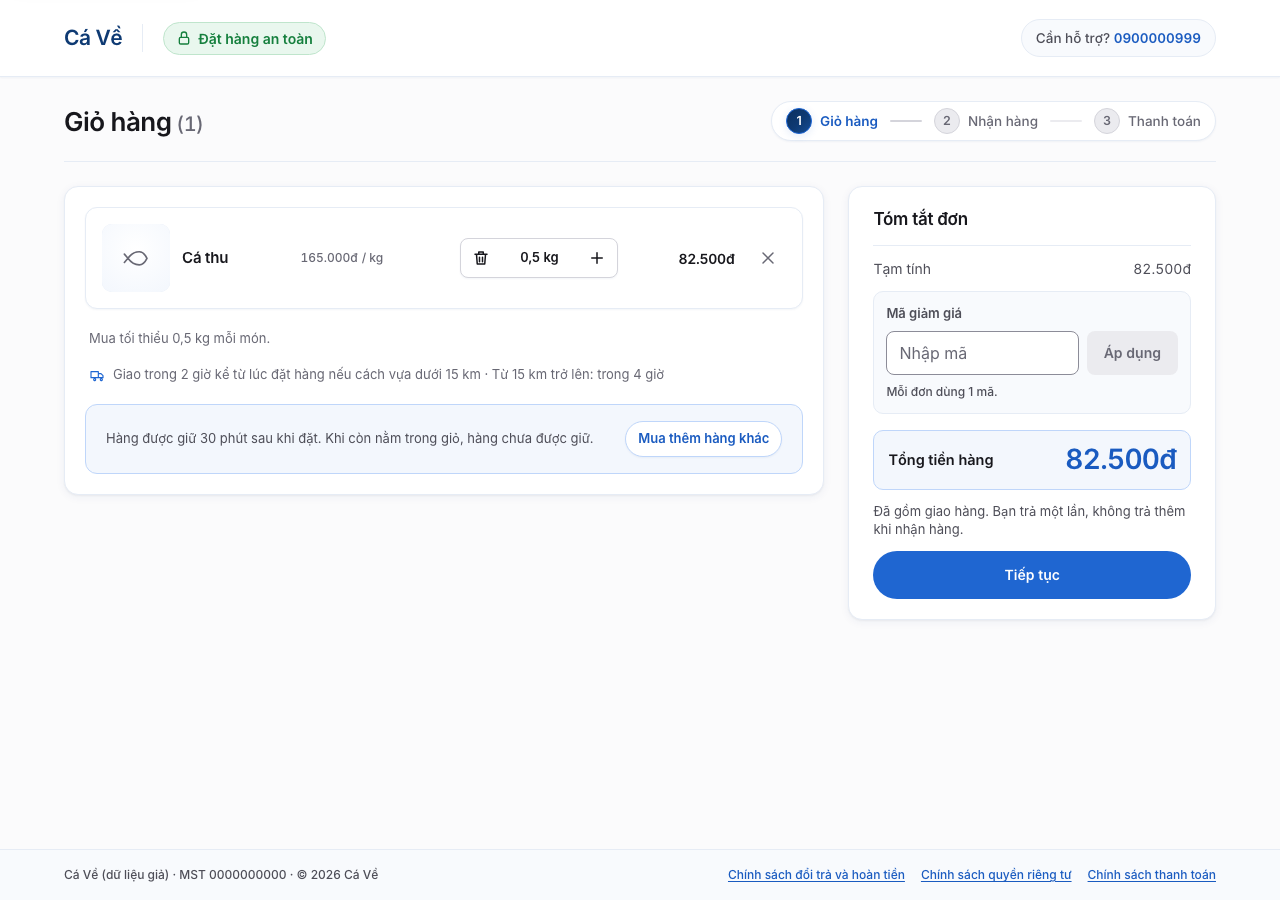 Cá Về
Đặt hàng an toàn
Cần hỗ trợ? 0900000999
Giỏ hàng (1)
1 Giỏ hàng
2 Nhận hàng
3 Thanh toán
Cá thu
165.000đ / kg
0,5 kg
82.500đ
Mua tối thiểu 0,5 kg mỗi món.
Giao trong 2 giờ kể từ lúc đặt hàng nếu cách vựa dưới 15 km · Từ 15 km trở lên: trong 4 giờ
Hàng được giữ 30 phút sau khi đặt. Khi còn nằm trong giỏ, hàng chưa được giữ.
Mua thêm hàng khác
Tóm tắt đơn
Tạm tính 82.500đ
Mã giảm giá
Nhập mã
Áp dụng
Mỗi đơn dùng 1 mã.
Tổng tiền hàng 82.500đ
Đã gồm giao hàng. Bạn trả một lần, không trả thêm
khi nhận hàng.
Tiếp tục
Cá Về (dữ liệu giả) · MST 0000000000 · © 2026 Cá Về
Chính sách đổi trả và hoàn tiền
Chính sách quyền riêng tư
Chính sách thanh toán